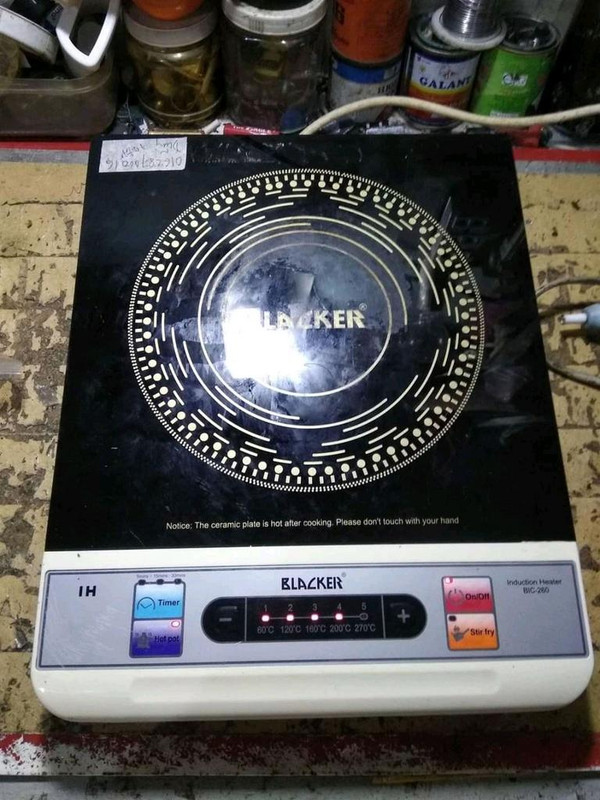 GALANT
BLACKER
Notice: The ceramic plate is hot after cooking. Please don't touch with your hand
IH
BLACKER
Induction Heater
BIC-260
Timer
Hot pot
1 2 3 4 5
60°C 120°C 160°C 200°C 270°C
On/Off
Stir fry